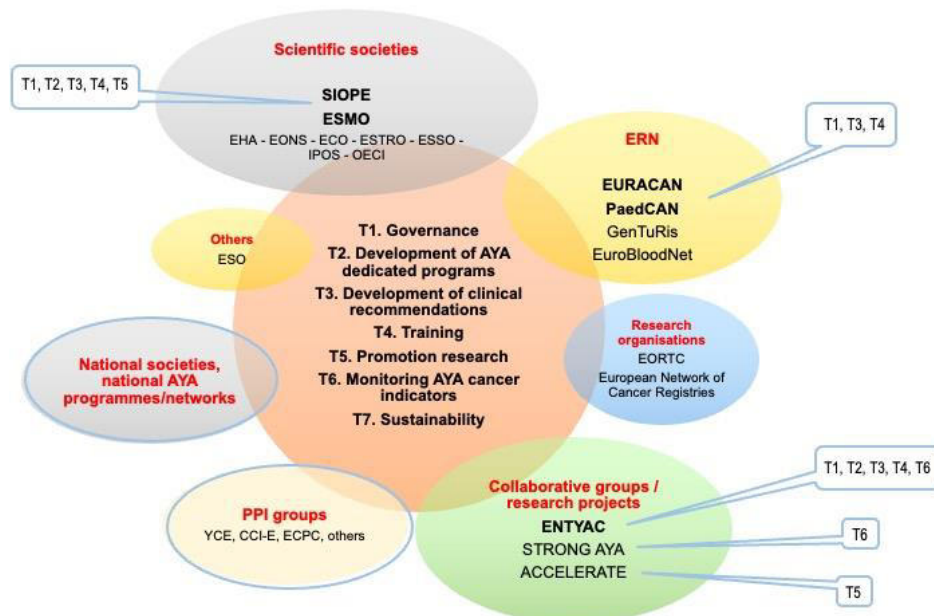 Scientific societies
T1, T2, T3, T4, T5
SIOPE
ESMO
EHA - EONS - ECO - ESTRO - ESSO -
IPOS - OECI
ERN
T1, T3, T4
EURACAN
PaedCAN
GenTuRis
EuroBloodNet
Others
ESO
T1. Governance
T2. Development of AYA
dedicated programs
T3. Development of clinical
recommendations
T4. Training
T5. Promotion research
T6. Monitoring AYA cancer
indicators
T7. Sustainability
Research
organisations
EORTC
European Network of
Cancer Registries
National societies,
national AYA
programmes/networks
PPI groups
YCE, CCI-E, ECPC, others
Collaborative groups /
research projects
ENTYAC
STRONG AYA
ACCELERATE
T1, T2, T3, T4, T6
T6
T5